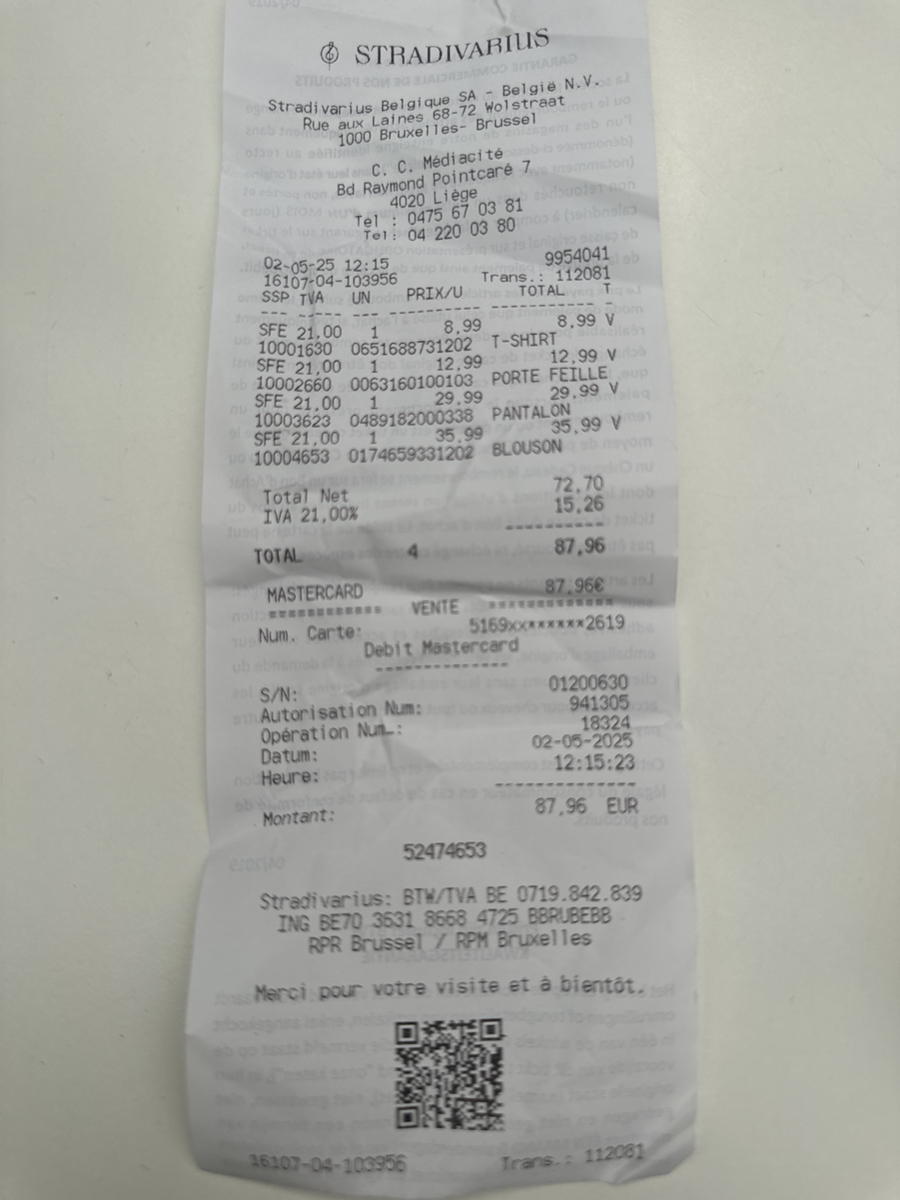 STRADIVARIUS
Stradivarius Belgique SA - België N.V.
Rue aux Laines 68-72 Wolstraat
1000 Bruxelles- Brussel
C. C. Médiacité
Bd Raymond Pointcaré 7
4020 Liège
Tél : 0475 67 03 81
Tel: 04 220 03 80
02-05-25 12:15 9954041
16107-04-103956 Trans.: 112081
SSP TVA UN PRIX/U TOTAL T
--- ----- --- ---------- ---------- -
SFE 21,00 1 8,99 8,99 V
10001630 0651688731202 T-SHIRT
SFE 21,00 1 12,99 12,99 V
10002660 0063160100103 PORTE FEILLE
SFE 21,00 1 29,99 29,99 V
10003623 0489182000338 PANTALON
SFE 21,00 1 35,99 35,99 V
10004653 01746593312​02 BLOUSON
Total Net 72,70
IVA 21,00% 15,26
-----------
TOTAL 4 87,96
MASTERCARD 87,96€
============ VENTE =============
Num. Carte: 5169xx******2619
Debit Mastercard
--------------
S/N: 01200630
Autorisation Num: 941305
Opération Num.: 18324
Datum: 02-05-2025
Heure: 12:15:23
--------------
Montant: 87,96 EUR
52474653
Stradivarius: BTW/TVA BE 0719.842.839
ING BE70 3631 8668 4725 BBRUBEBB
RPR Brussel / RPM Bruxelles
Merci pour votre visite et à bientôt.
16107-04-103956 Trans.: 112081